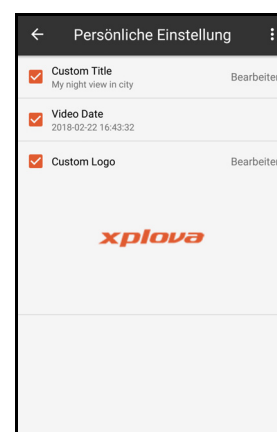 Persönliche Einstellung
Custom Title
Bearbeiten
My night view in city
Video Date
2018-02-22 16:43:32
Custom Logo
Bearbeiten
xplova